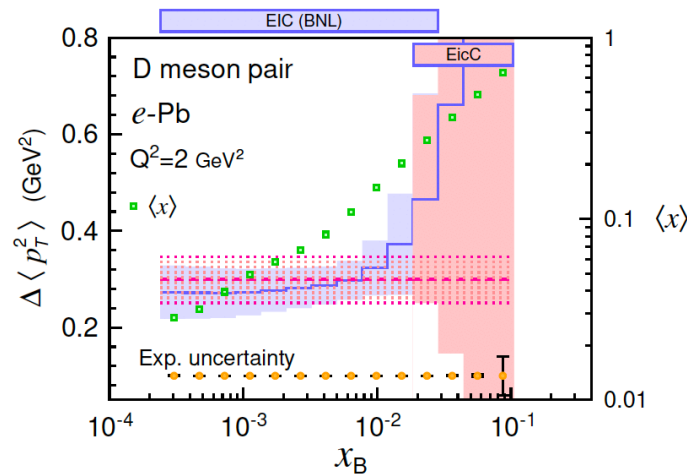 EIC (BNL)
EicC
D meson pair
e-Pb
Q²=2 GeV²
⟨x⟩
Exp. uncertainty
Δ⟨p_T²⟩ (GeV²)
0.8
0.6
0.4
0.2
1
0.1
0.01
⟨x⟩
10⁻⁴
10⁻³
10⁻²
10⁻¹
x_B